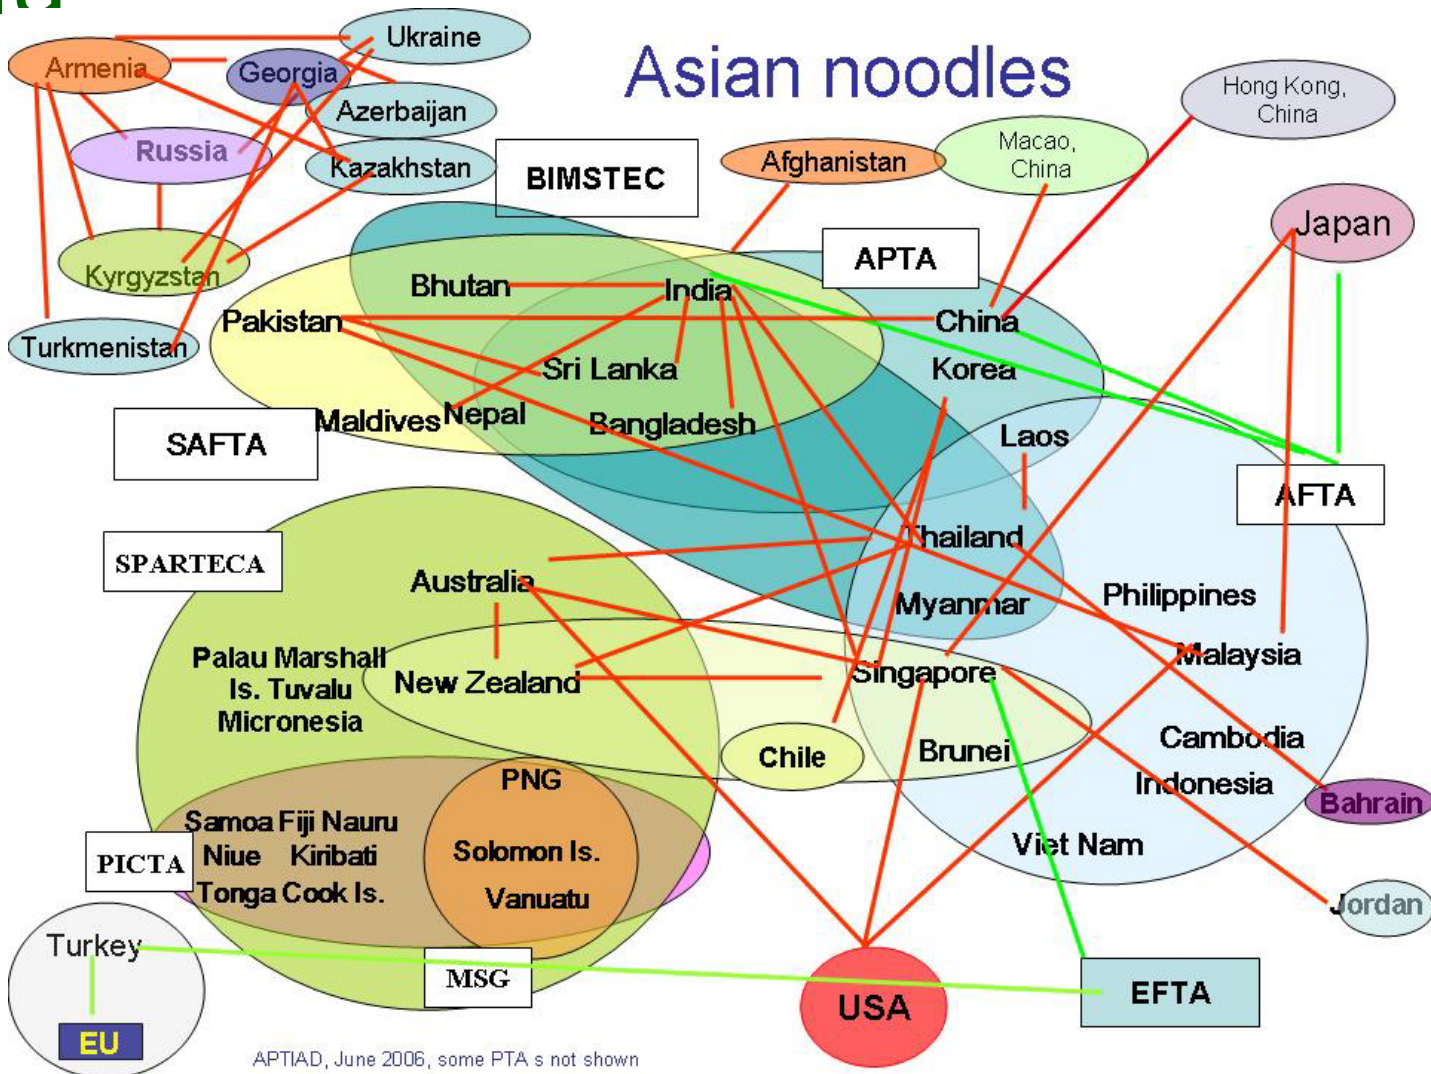 Asian noodles
Ukraine
Armenia
Georgia
Azerbaijan
Russia
Kazakhstan
Kyrgyzstan
Turkmenistan
BIMSTEC
Afghanistan
Macao,
China
Hong Kong,
China
Japan
APTA
Bhutan
India
Pakistan
China
Sri Lanka
Korea
Maldives
Nepal
Bangladesh
Laos
SAFTA
AFTA
Thailand
SPARTECA
Australia
Myanmar
Philippines
Palau Marshall
Is. Tuvalu
Micronesia
New Zealand
Singapore
Malaysia
Chile
Brunei
Cambodia
Indonesia
Bahrain
PNG
Samoa Fiji Nauru
Niue Kiribati
Tonga Cook Is.
Solomon Is.
Vanuatu
Viet Nam
PICTA
Jordan
Turkey
MSG
USA
EFTA
EU
APTIAD, June 2006, some PTA s not shown